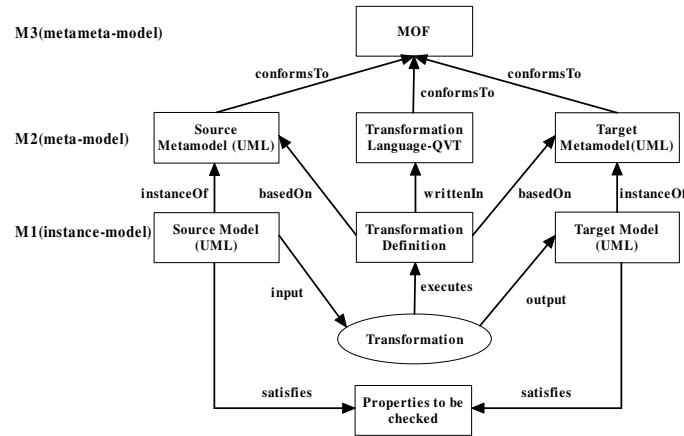 M3(metameta-model)
MOF
conformsTo
conformsTo
conformsTo
M2(meta-model)
Source
Metamodel (UML)
Transformation
Language-QVT
Target
Metamodel(UML)
instanceOf
basedOn
writtenIn
basedOn
instanceOf
M1(instance-model)
Source Model
(UML)
Transformation
Definition
Target Model
(UML)
input
executes
output
Transformation
satisfies
Properties to be
checked
satisfies